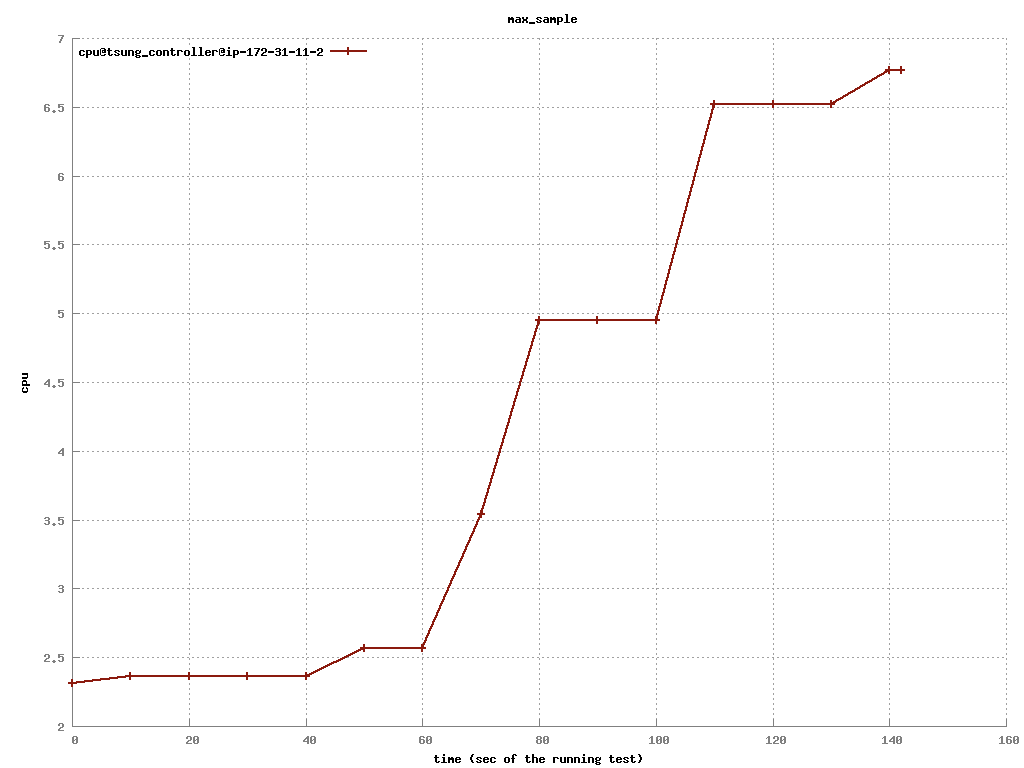 max_sample
7
cpu@tsung_controller@ip-172-31-11-2
6.5
6
5.5
5
4.5
cpu
4
3.5
3
2.5
2
0 20 40 60 80 100 120 140 160
time (sec of the running test)